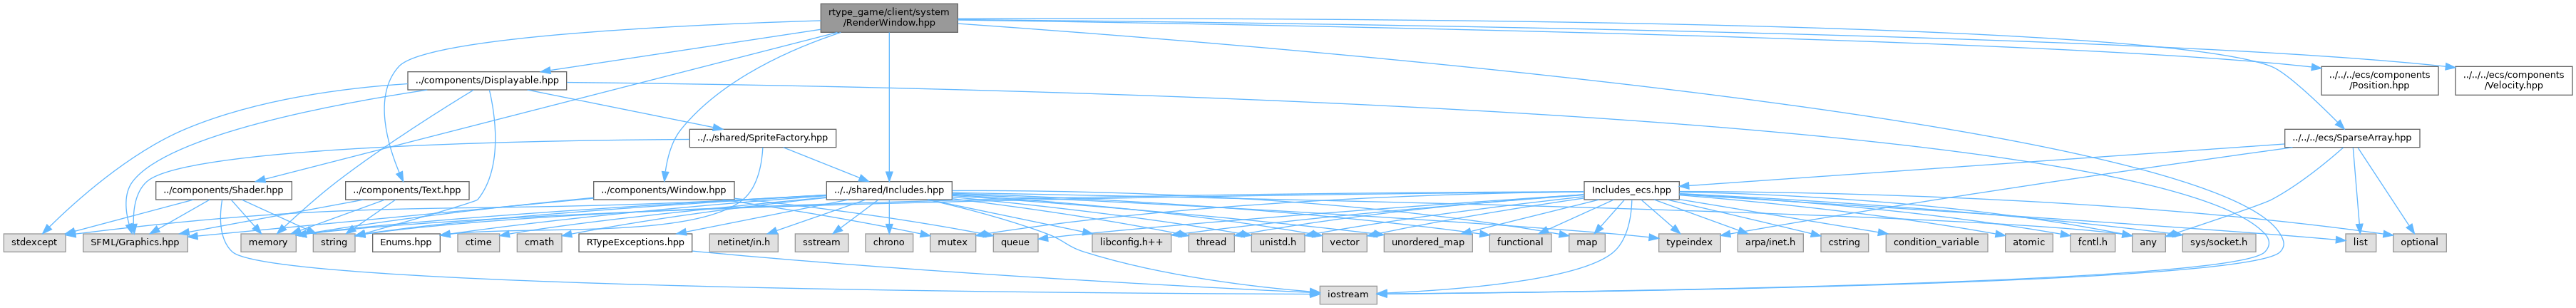 rtype_game/client/system
/RenderWindow.hpp
../components/Displayable.hpp
../../../ecs/components
/Position.hpp
../../../ecs/components
/Velocity.hpp
../../shared/SpriteFactory.hpp
../../../ecs/SparseArray.hpp
../components/Shader.hpp
../components/Text.hpp
../components/Window.hpp
../../shared/Includes.hpp
Includes_ecs.hpp
stdexcept
SFML/Graphics.hpp
memory
string
Enums.hpp
ctime
cmath
RTypeExceptions.hpp
netinet/in.h
sstream
chrono
mutex
queue
libconfig.h++
thread
unistd.h
vector
unordered_map
functional
map
typeindex
arpa/inet.h
cstring
condition_variable
atomic
fcntl.h
any
sys/socket.h
list
optional
iostream